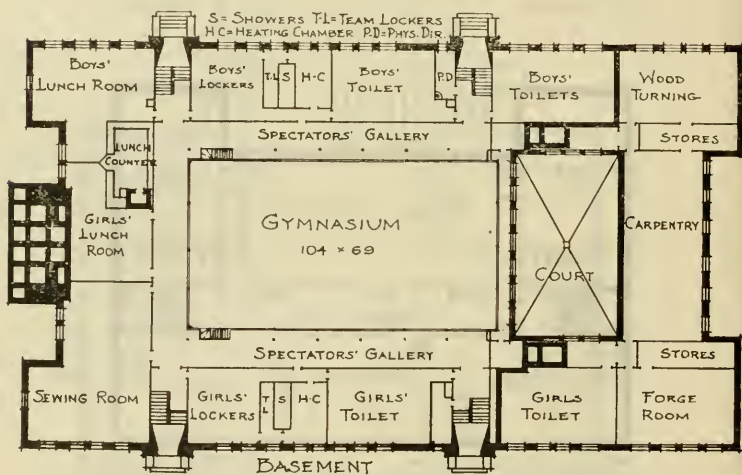 S = SHOWERS T·L = TEAM LOCKERS
H·C = HEATING CHAMBER P.D = PHYS. DIR.
BOYS'
LUNCH ROOM
BOYS'
LOCKERS
T·L
S
H·C
BOYS'
TOILET
P.D
BOYS'
TOILETS
WOOD
TURNING
SPECTATORS' GALLERY
STORES
LUNCH
COUNTER
GIRLS'
LUNCH
ROOM
GYMNASIUM
104 × 69
COURT
CARPENTRY
SPECTATORS' GALLERY
STORES
SEWING ROOM
GIRLS'
LOCKERS
T
L
S
H·C
GIRLS'
TOILET
GIRLS
TOILET
FORGE
ROOM
BASEMENT